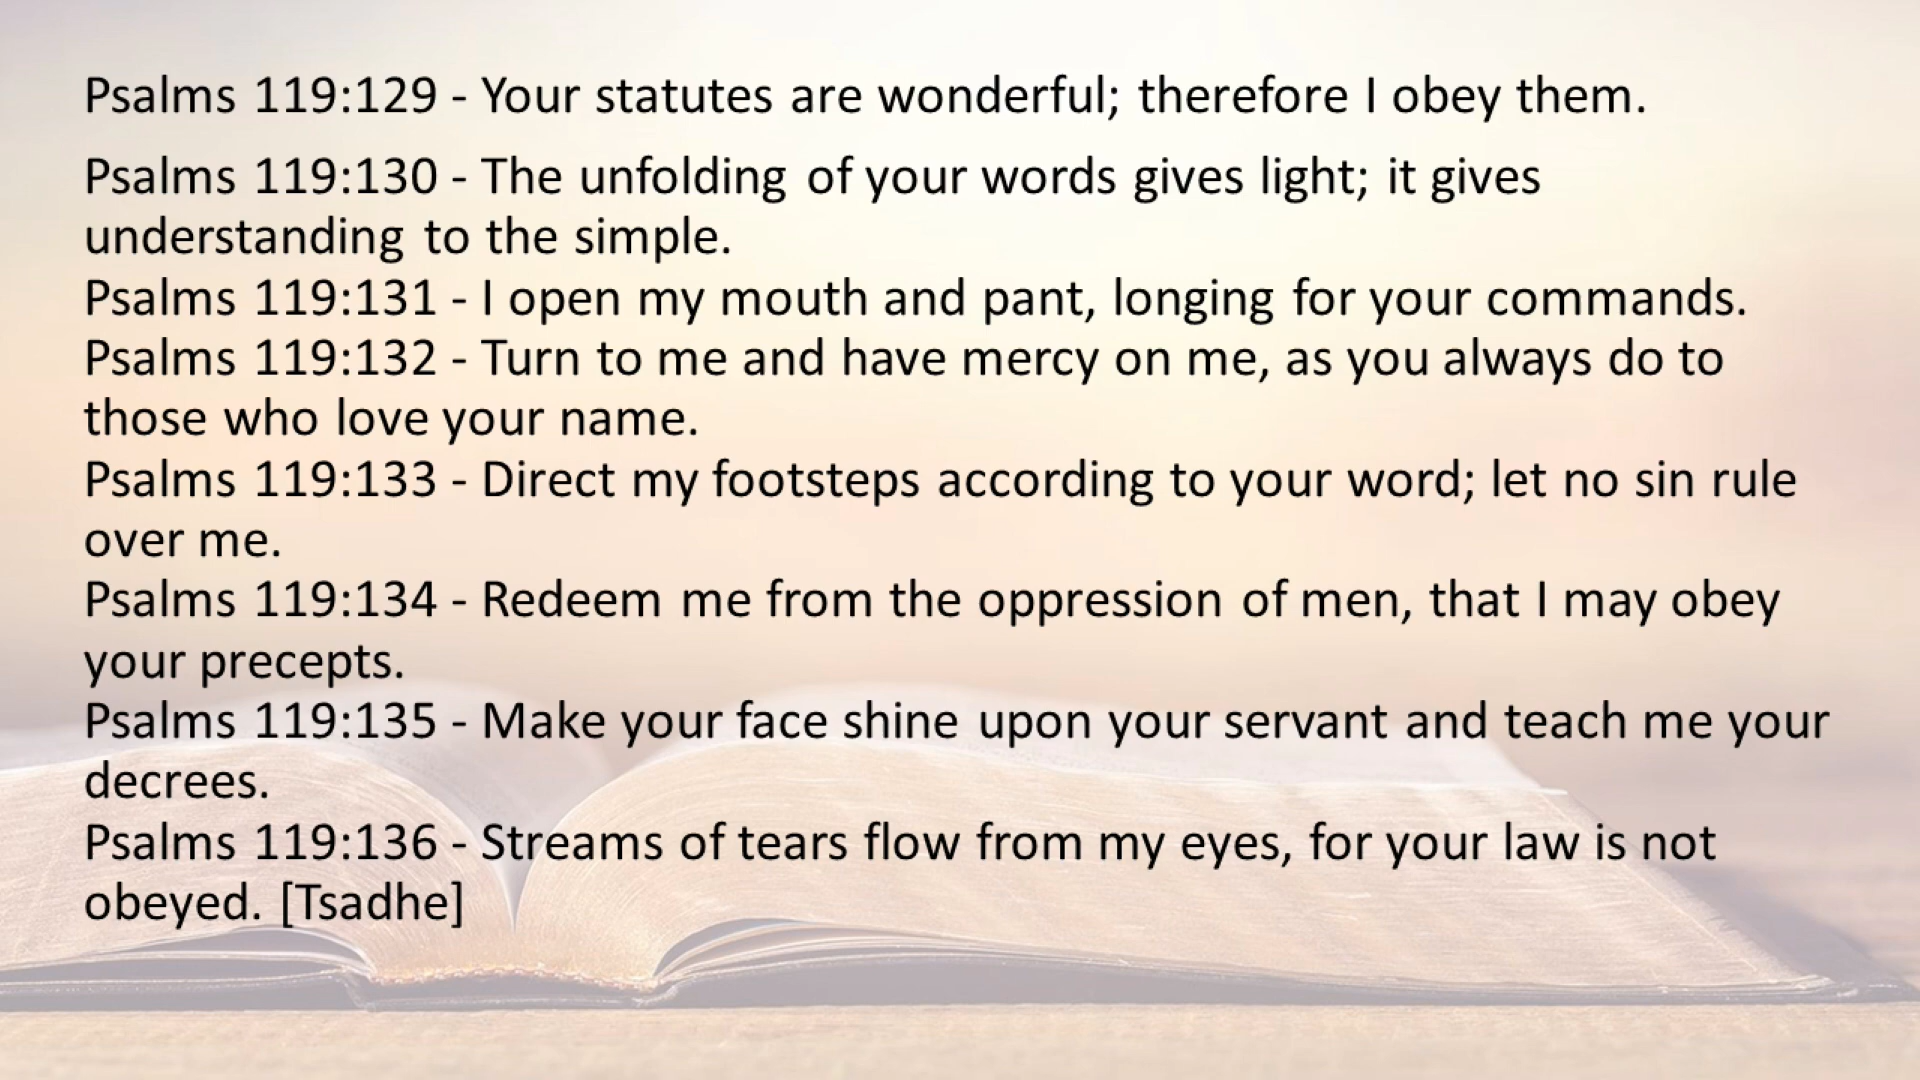 Psalms 119:129 - Your statutes are wonderful; therefore I obey them.
Psalms 119:130 - The unfolding of your words gives light; it gives
understanding to the simple.
Psalms 119:131 - I open my mouth and pant, longing for your commands.
Psalms 119:132 - Turn to me and have mercy on me, as you always do to
those who love your name.
Psalms 119:133 - Direct my footsteps according to your word; let no sin rule
over me.
Psalms 119:134 - Redeem me from the oppression of men, that I may obey
your precepts.
Psalms 119:135 - Make your face shine upon your servant and teach me your
decrees.
Psalms 119:136 - Streams of tears flow from my eyes, for your law is not
obeyed. [Tsadhe]